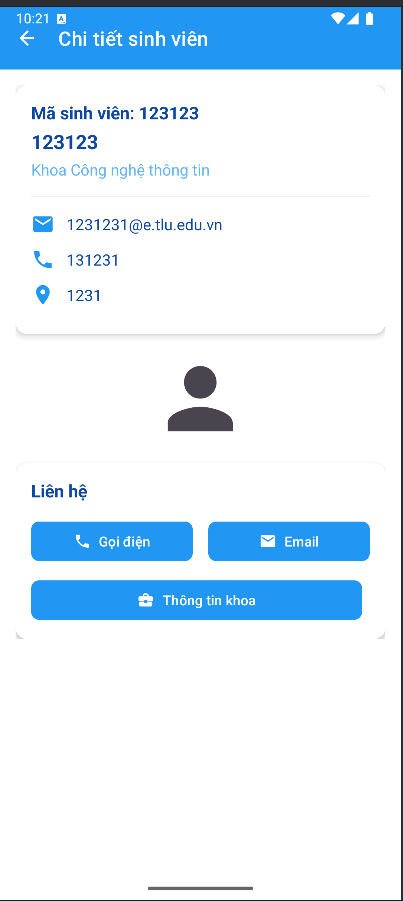 10:21 A
Chi tiết sinh viên
Mã sinh viên: 123123
123123
Khoa Công nghệ thông tin
1231231@e.tlu.edu.vn
131231
1231
Liên hệ
Gọi điện
Email
Thông tin khoa